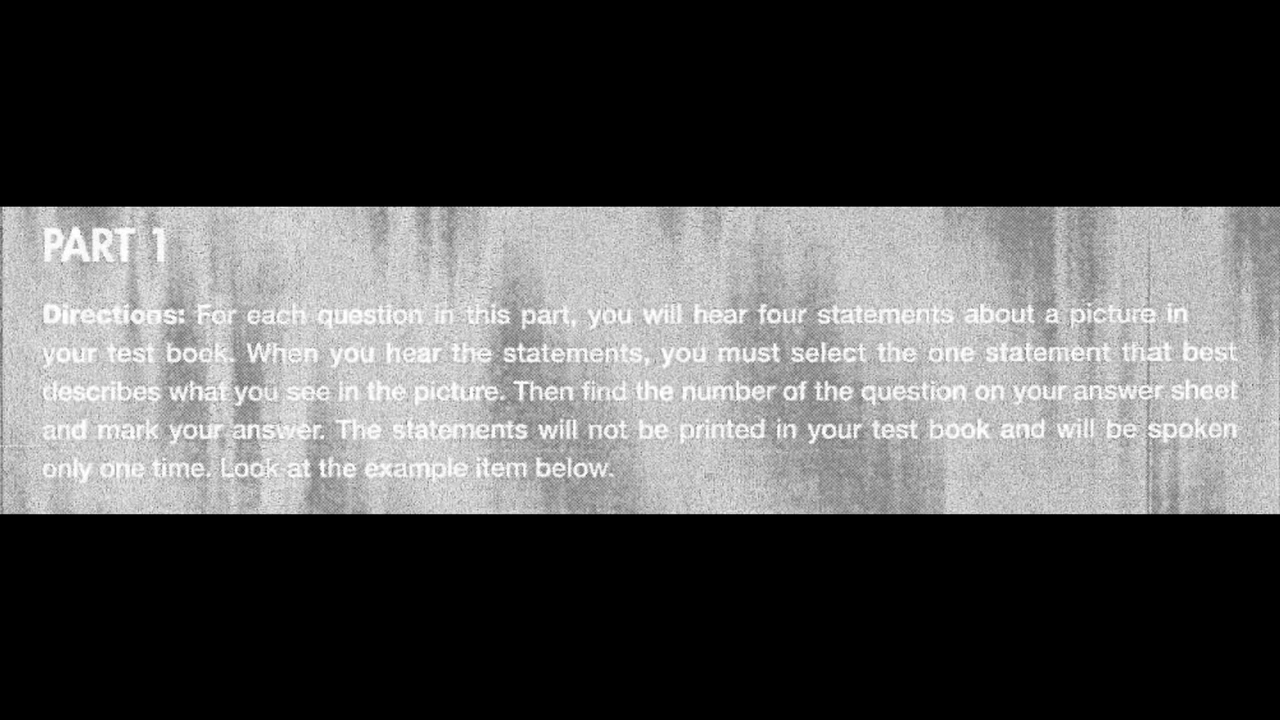 PART 1
Directions: For each question in this part, you will hear four statements about a picture in
your test book. When you hear the statements, you must select the one statement that best
describes what you see in the picture. Then find the number of the question on your answer sheet
and mark your answer. The statements will not be printed in your test book and will be spoken
only one time. Look at the example item below.